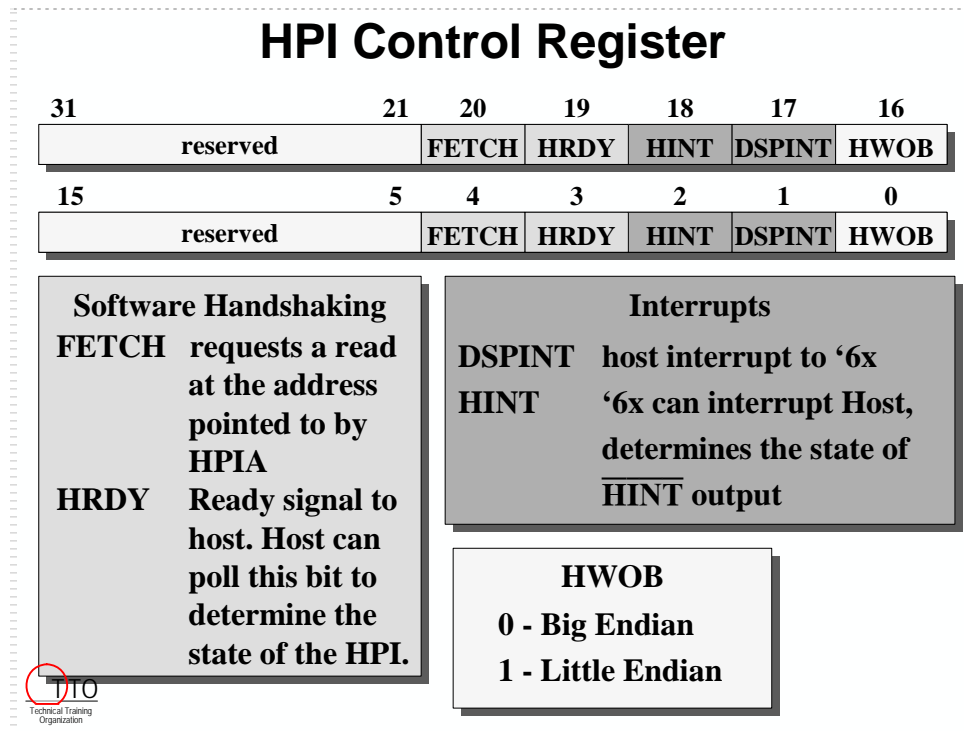 HPI Control Register
31 21 20 19 18 17 16
reserved FETCH HRDY HINT DSPINT HWOB
15 5 4 3 2 1 0
reserved FETCH HRDY HINT DSPINT HWOB
Software Handshaking
FETCH requests a read
at the address
pointed to by
HPIA
HRDY Ready signal to
host. Host can
poll this bit to
determine the
state of the HPI.
Interrupts
DSPINT host interrupt to ‘6x
HINT ‘6x can interrupt Host,
determines the state of
H̅I̅N̅T̅ output
HWOB
0 - Big Endian
1 - Little Endian
TTO
Technical Training
Organization